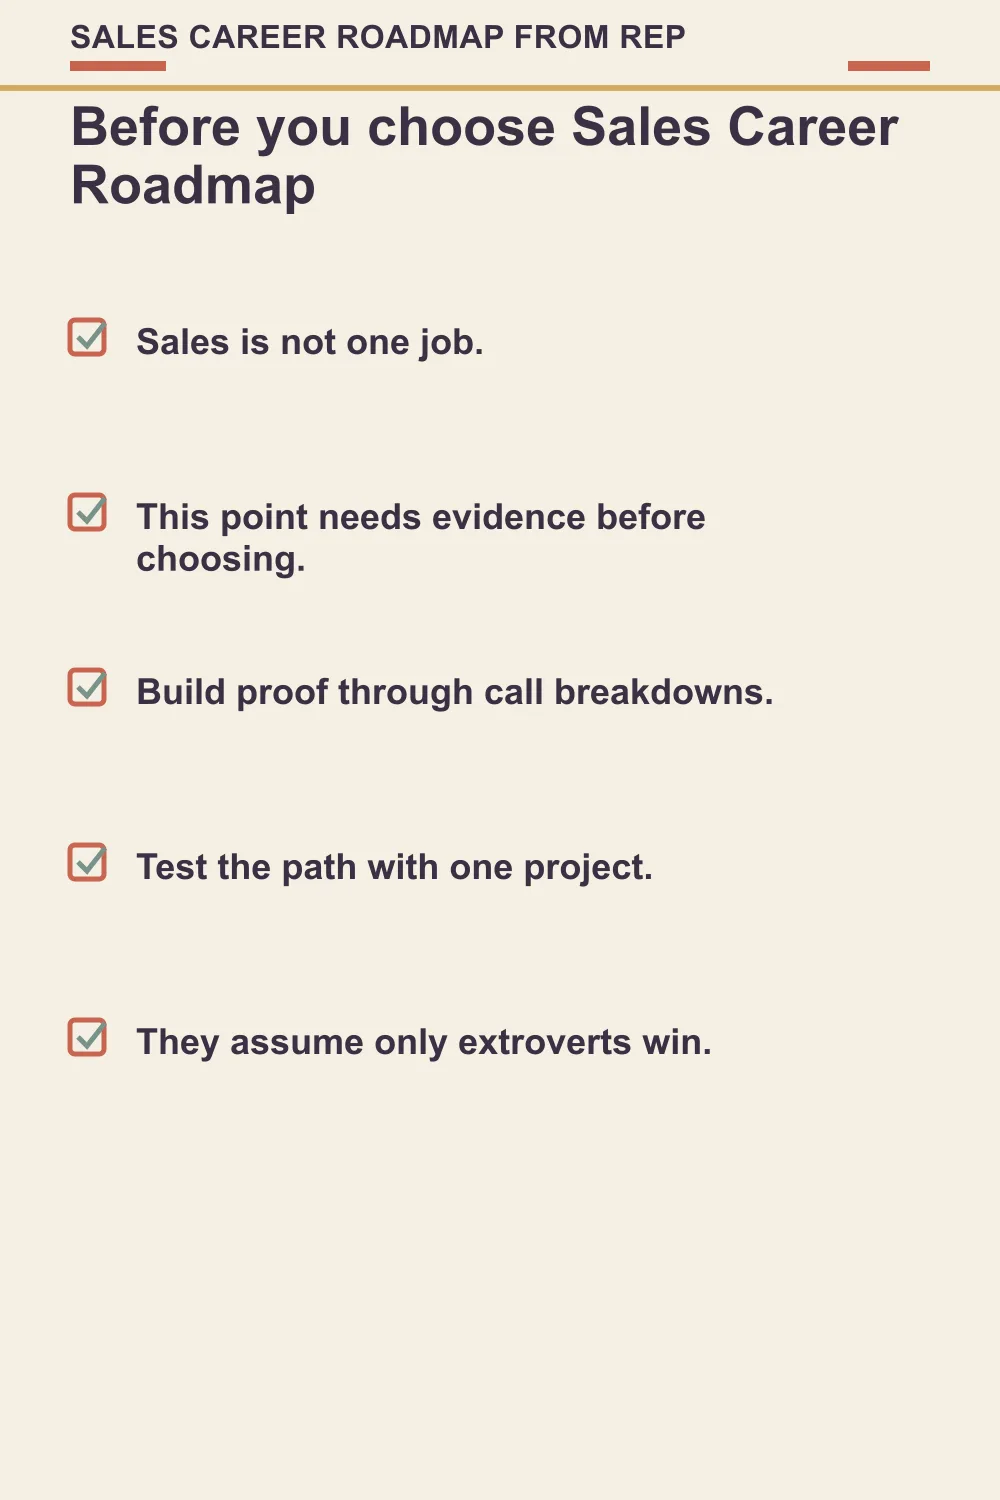 SALES CAREER ROADMAP FROM REP
Before you choose Sales Career
Roadmap
Sales is not one job.
This point needs evidence before
choosing.
Build proof through call breakdowns.
Test the path with one project.
They assume only extroverts win.